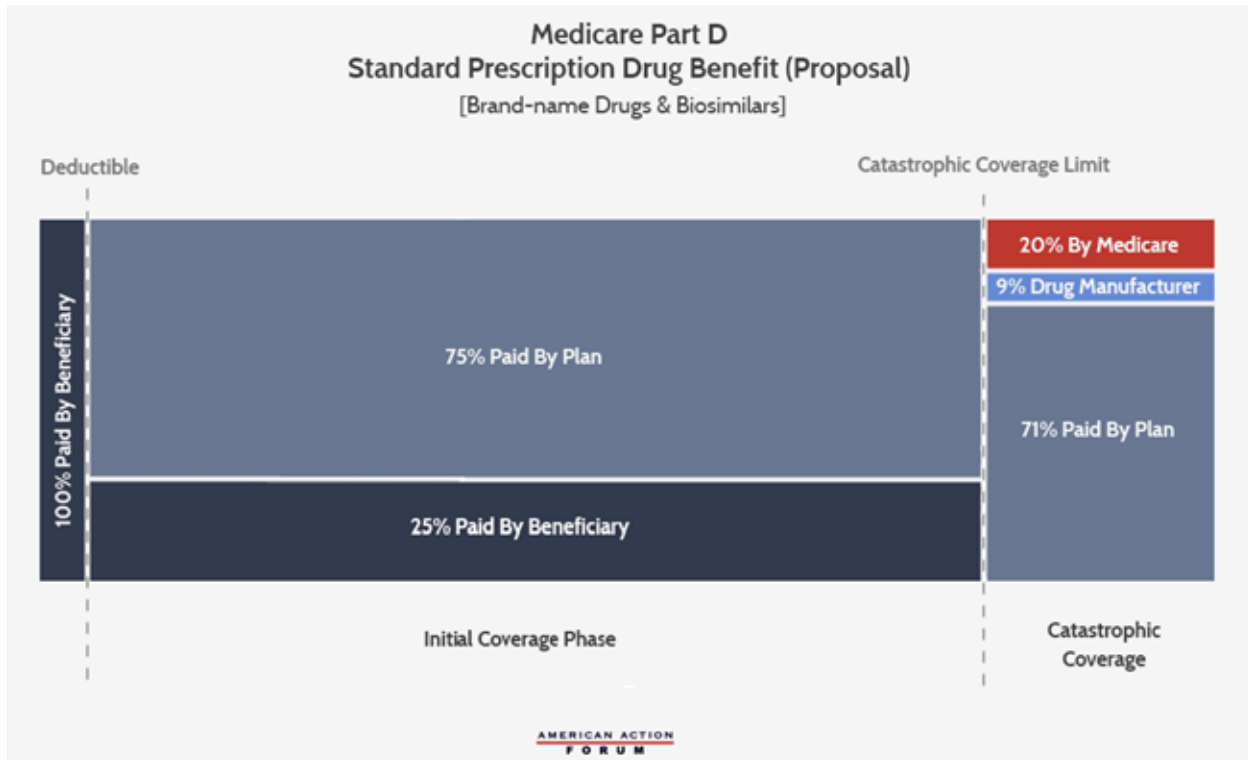 Medicare Part D
Standard Prescription Drug Benefit (Proposal)
[Brand-name Drugs & Biosimilars]
Deductible
Catastrophic Coverage Limit
100% Paid By Beneficiary
75% Paid By Plan
25% Paid By Beneficiary
20% By Medicare
9% Drug Manufacturer
71% Paid By Plan
Initial Coverage Phase
Catastrophic
Coverage
AMERICAN ACTION
FORUM